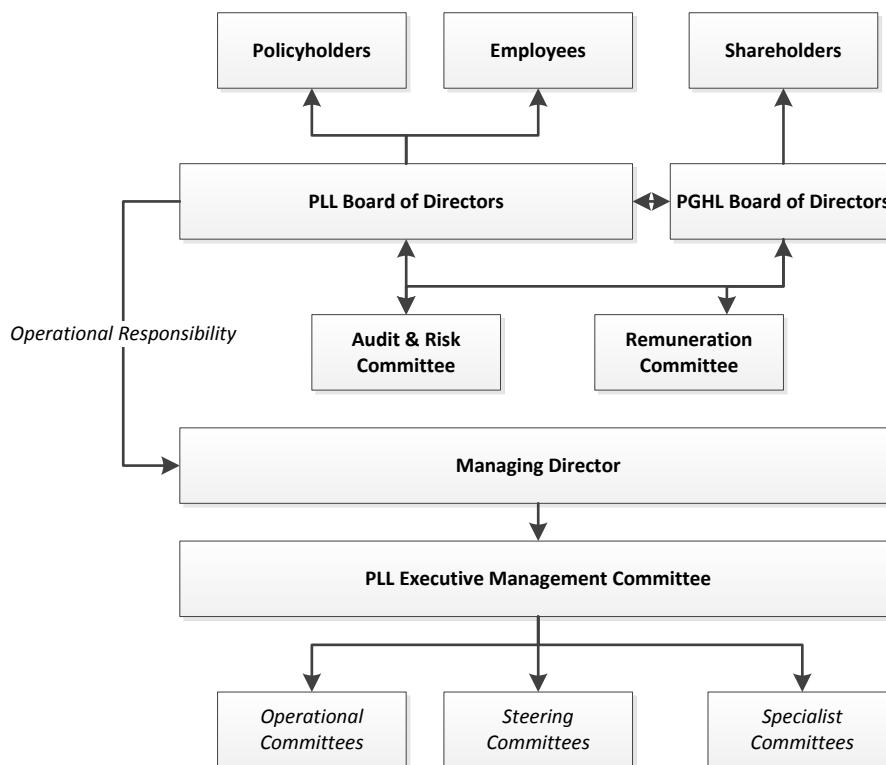 Policyholders
Employees
Shareholders
PLL Board of Directors
PGHL Board of Directors
Operational Responsibility
Audit & Risk
Committee
Remuneration
Committee
Managing Director
PLL Executive Management Committee
Operational
Committees
Steering
Committees
Specialist
Committees